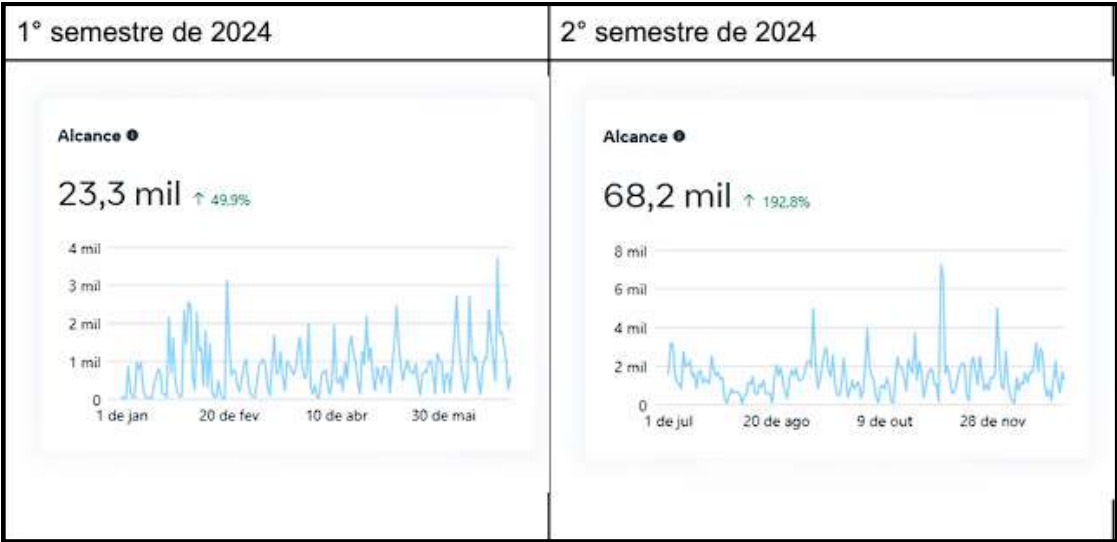 1° semestre de 2024
Alcance
23,3 mil ↑ 49,9%
4 mil
3 mil
2 mil
1 mil
0
1 de jan 20 de fev 10 de abr 30 de mai
2° semestre de 2024
Alcance
68,2 mil ↑ 192,8%
8 mil
6 mil
4 mil
2 mil
0
1 de jul 20 de ago 9 de out 28 de nov